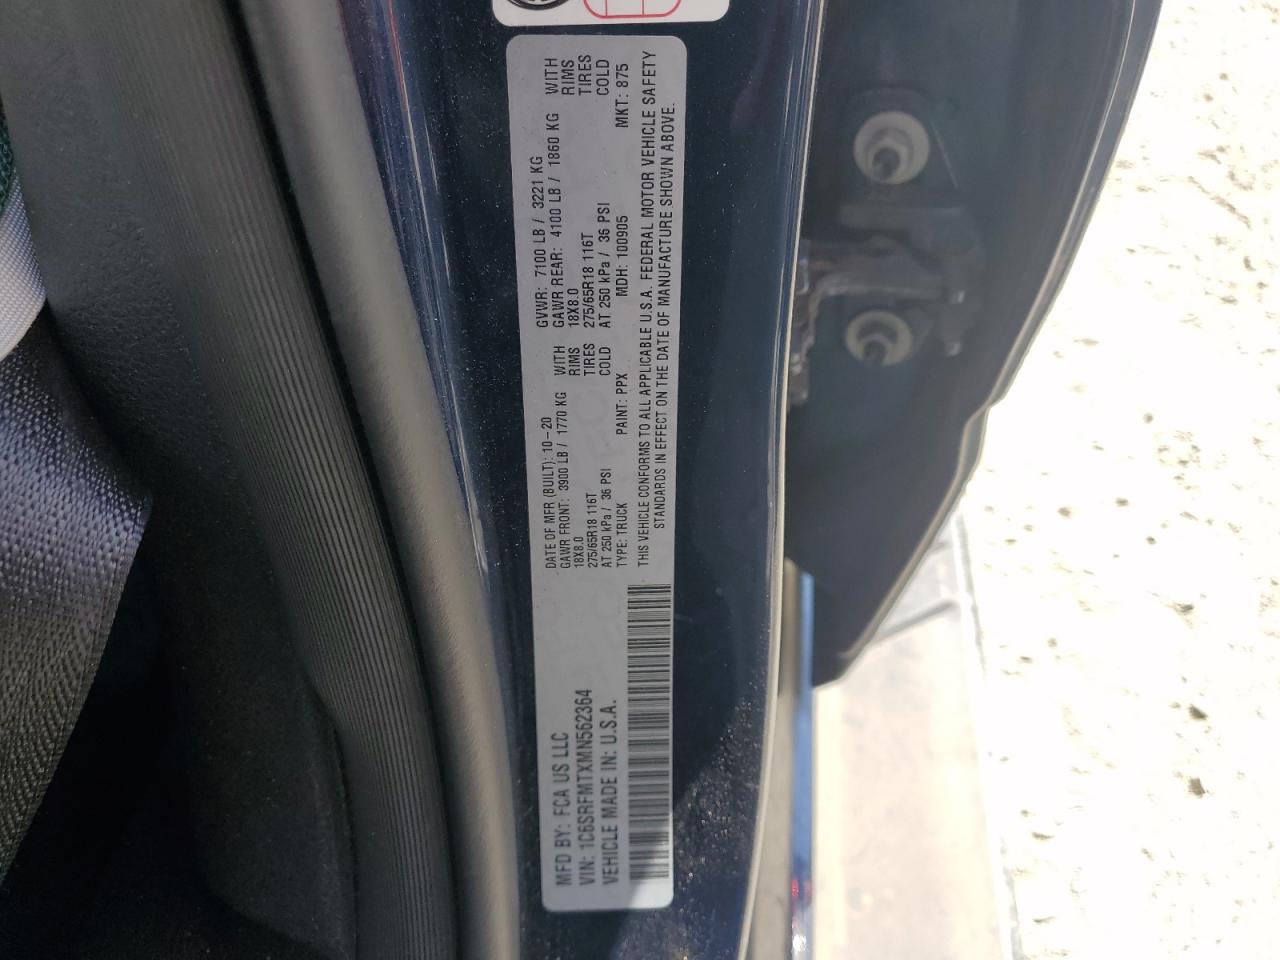 MFD BY: FCA US LLC
VIN: 1C6SRFMTXMN562364
VEHICLE MADE IN: U.S.A.
DATE OF MFR (BUILT): 10-20 GVWR: 7100 LB / 3221 KG
GAWR FRONT: 3900 LB / 1770 KG WITH GAWR REAR: 4100 LB / 1860 KG WITH
18X8.0 RIMS 18X8.0 RIMS
275/65R18 116T TIRES 275/65R18 116T TIRES
AT 250 kPa / 36 PSI COLD AT 250 kPa / 36 PSI COLD
TYPE: TRUCK PAINT: PPX MDH: 100905 MKT: 875
THIS VEHICLE CONFORMS TO ALL APPLICABLE U.S.A. FEDERAL MOTOR VEHICLE SAFETY
STANDARDS IN EFFECT ON THE DATE OF MANUFACTURE SHOWN ABOVE.